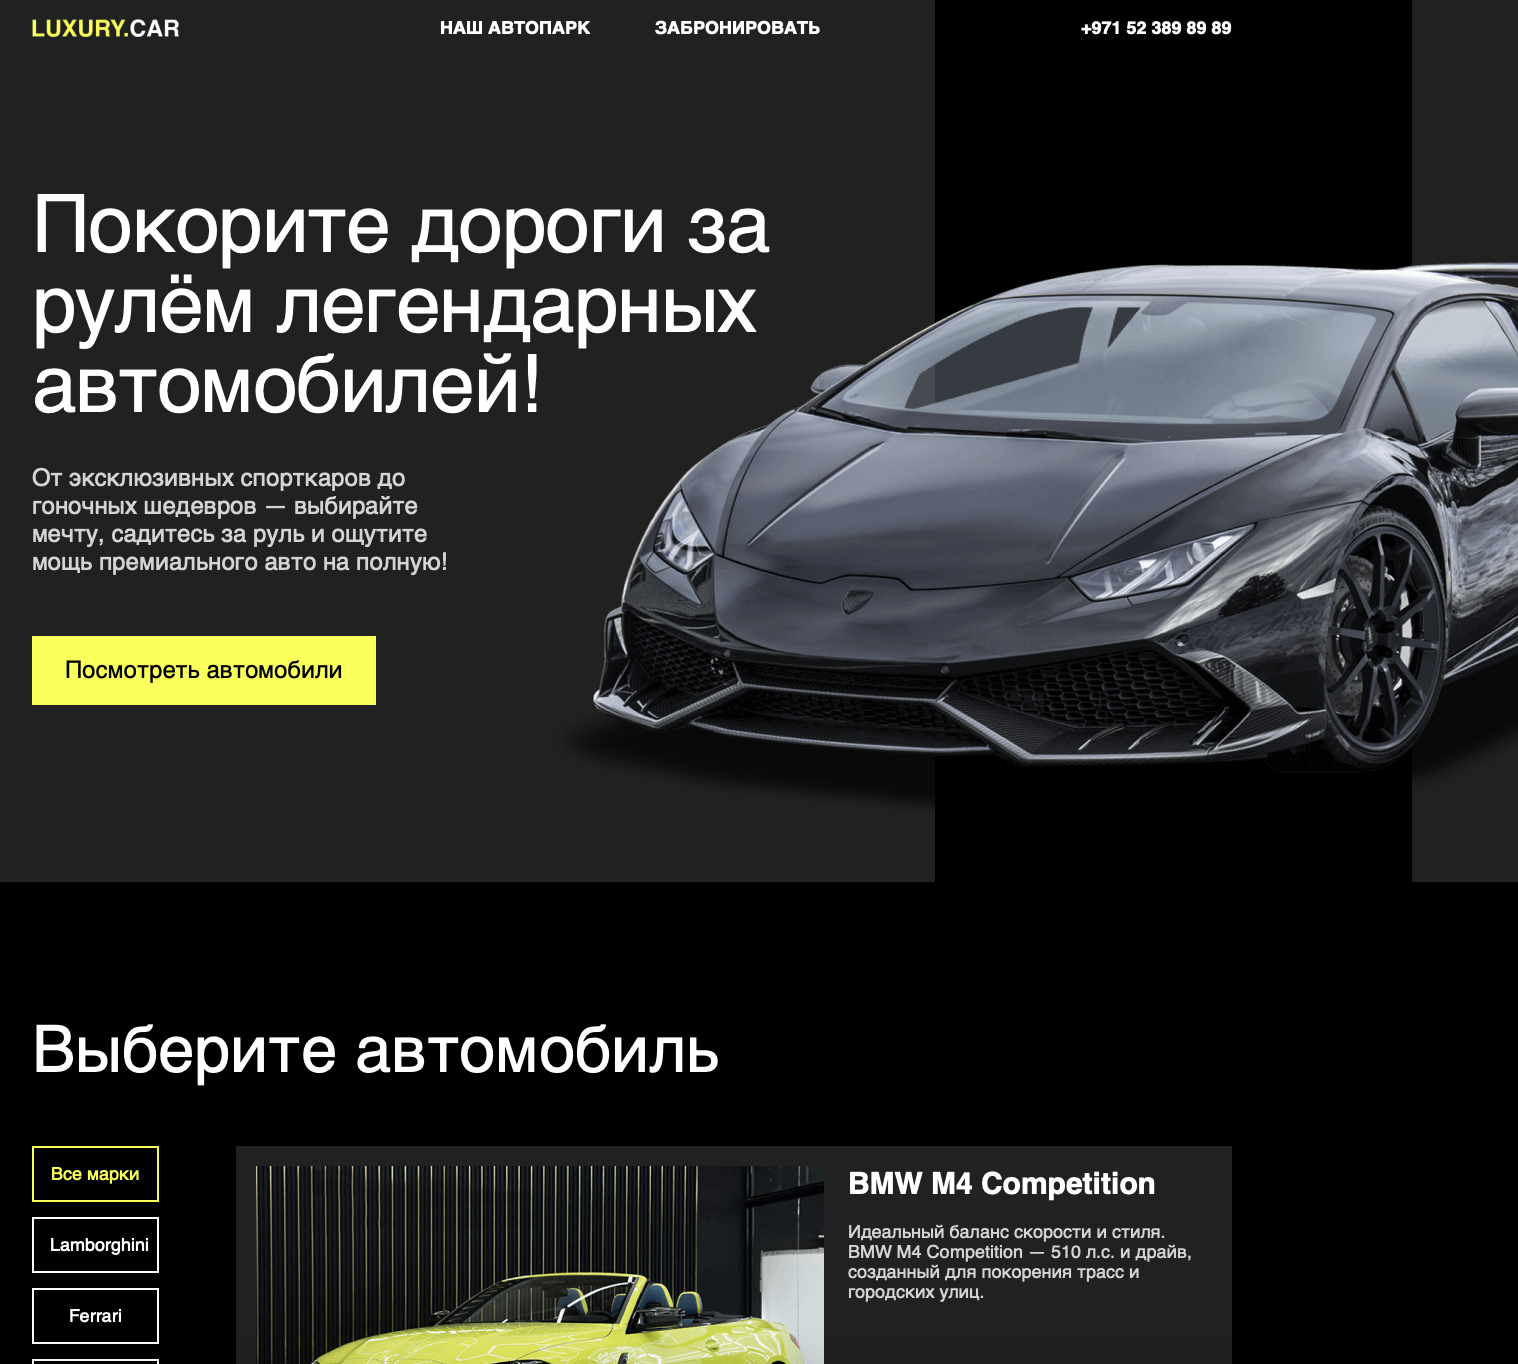 LUXURY.CAR
НАШ АВТОПАРК
ЗАБРОНИРОВАТЬ
+971 52 389 89 89
Покорите дороги за
рулём легендарных
автомобилей!
От эксклюзивных спорткаров до
гоночных шедевров — выбирайте
мечту, садитесь за руль и ощутите
мощь премиального авто на полную!
Посмотреть автомобили
Выберите автомобиль
Все марки
Lamborghini
Ferrari
BMW M4 Competition
Идеальный баланс скорости и стиля.
BMW M4 Competition — 510 л.с. и драйв,
созданный для покорения трасс и
городских улиц.